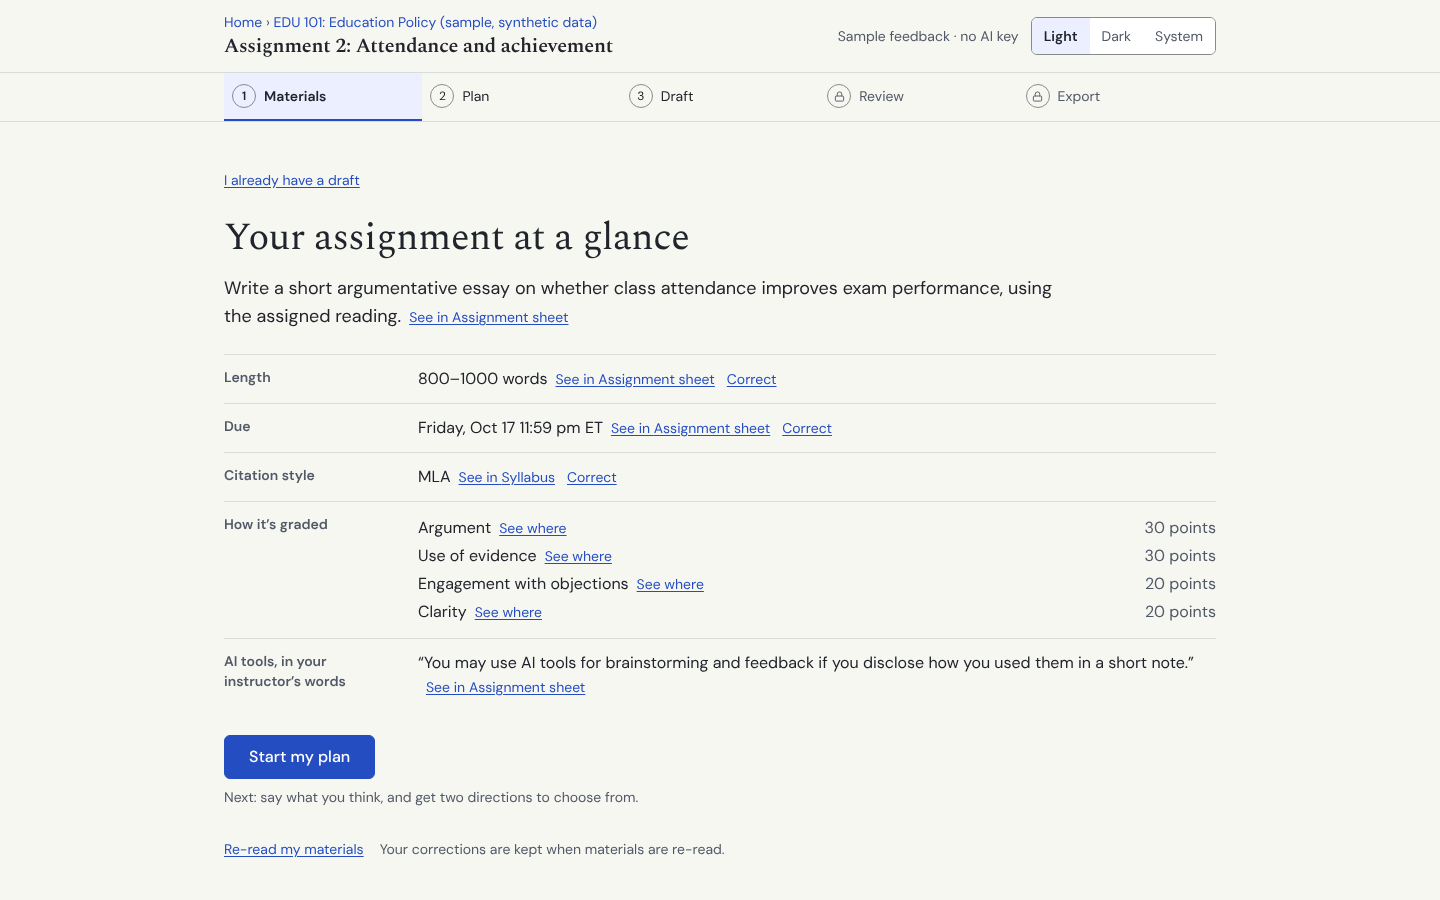 Home › EDU 101: Education Policy (sample, synthetic data)
Assignment 2: Attendance and achievement
Sample feedback · no AI key
Light Dark System
1 Materials
2 Plan
3 Draft
Review
Export
I already have a draft
Your assignment at a glance
Write a short argumentative essay on whether class attendance improves exam performance, using
the assigned reading. See in Assignment sheet
Length
800–1000 words See in Assignment sheet Correct
Due
Friday, Oct 17 11:59 pm ET See in Assignment sheet Correct
Citation style
MLA See in Syllabus Correct
How it’s graded
Argument See where 30 points
Use of evidence See where 30 points
Engagement with objections See where 20 points
Clarity See where 20 points
AI tools, in your
instructor’s words
“You may use AI tools for brainstorming and feedback if you disclose how you used them in a short note.”
See in Assignment sheet
Start my plan
Next: say what you think, and get two directions to choose from.
Re-read my materials Your corrections are kept when materials are re-read.